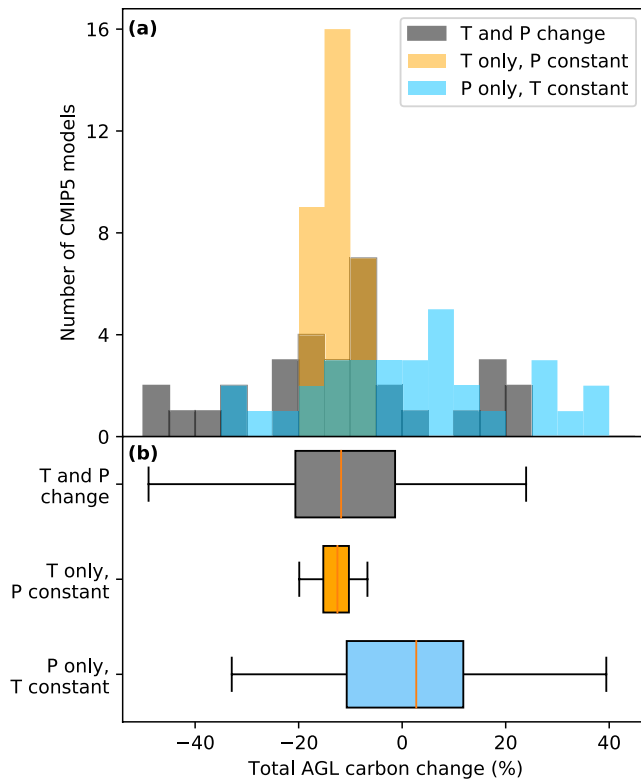 (a)
T and P change
T only, P constant
P only, T constant
Number of CMIP5 models
16
12
8
4
0
(b)
T and P
change
T only,
P constant
P only,
T constant
−40
−20
0
20
40
Total AGL carbon change (%)